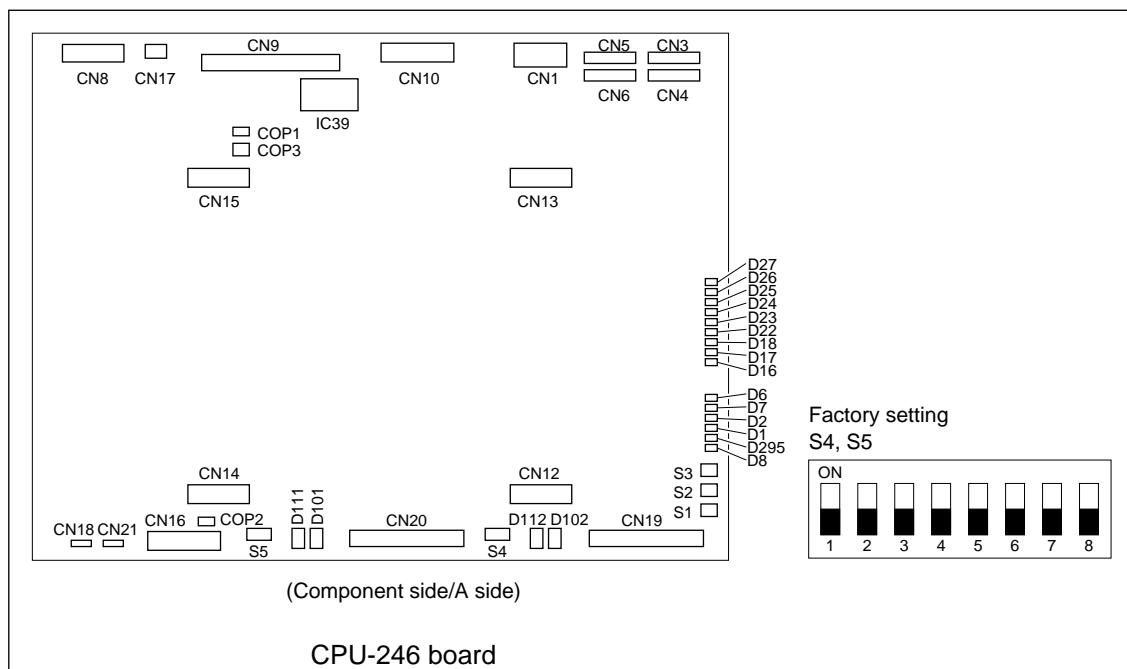 CN9
CN5
CN3
CN8
CN17
CN10
CN1
CN6
CN4
IC39
COP1
COP3
CN15
CN13
D27
D26
D25
D24
D23
D22
D18
D17
D16
D6
D7
D2
D1
D295
D8
Factory setting
S4, S5
ON
1 2 3 4 5 6 7 8
S3
S2
S1
CN14
CN12
D111
D101
CN18
CN21
CN16
COP2
S5
CN20
S4
D112
D102
CN19
(Component side/A side)
CPU-246 board